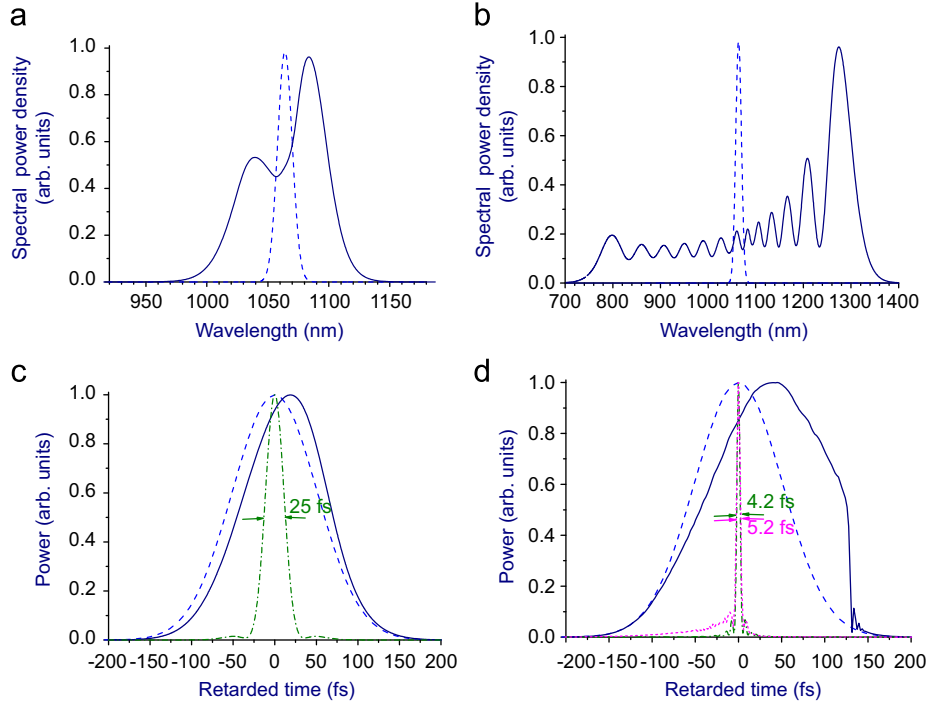 a
Spectral power density
(arb. units)
1.0
0.8
0.6
0.4
0.2
0.0
950 1000 1050 1100 1150
Wavelength (nm)
b
Spectral power density
(arb. units)
1.0
0.8
0.6
0.4
0.2
0.0
700 800 900 1000 1100 1200 1300 1400
Wavelength (nm)
c
Power (arb. units)
1.0
0.8
0.6
0.4
0.2
0.0
25 fs
-200 -150 -100 -50 0 50 100 150 200
Retarded time (fs)
d
Power (arb. units)
1.0
0.8
0.6
0.4
0.2
0.0
4.2 fs
5.2 fs
-200 -150 -100 -50 0 50 100 150 200
Retarded time (fs)